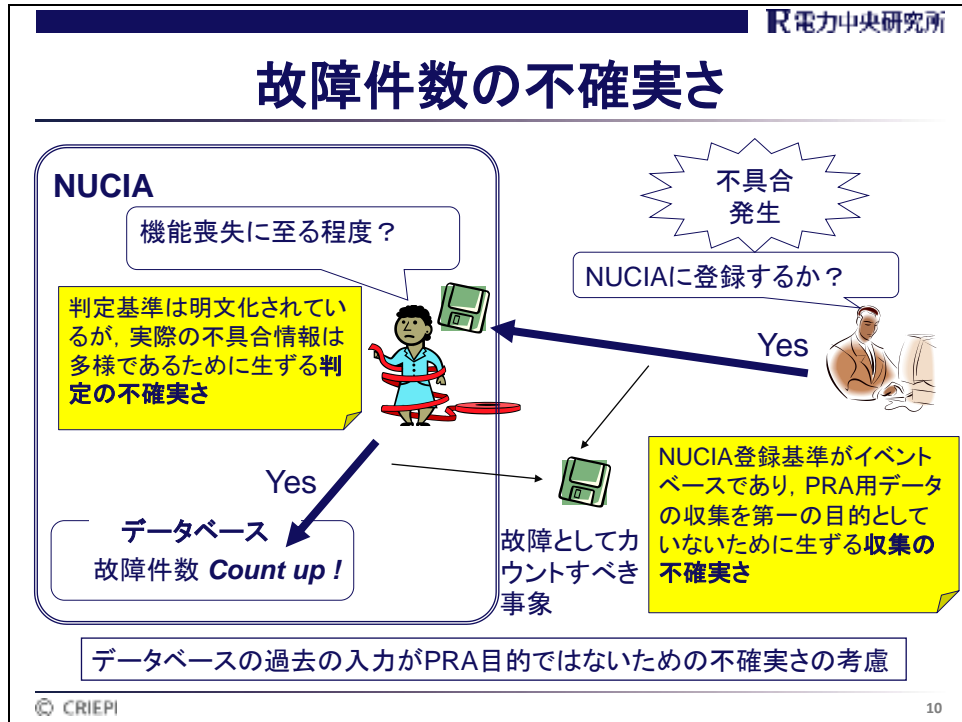 電力中央研究所
故障件数の不確実さ
NUCIA
機能喪失に至る程度？
不具合
発生
NUCIAに登録するか？
判定基準は明文化されてい
るが，実際の不具合情報は
多様であるために生ずる判
定の不確実さ
Yes
Yes
データベース
故障件数 Count up !
故障としてカ
ウントすべき
事象
NUCIA登録基準がイベント
ベースであり，PRA用データ
の収集を第一の目的として
いないために生ずる収集の
不確実さ
データベースの過去の入力がPRA目的ではないための不確実さの考慮
© CRIEPI
10